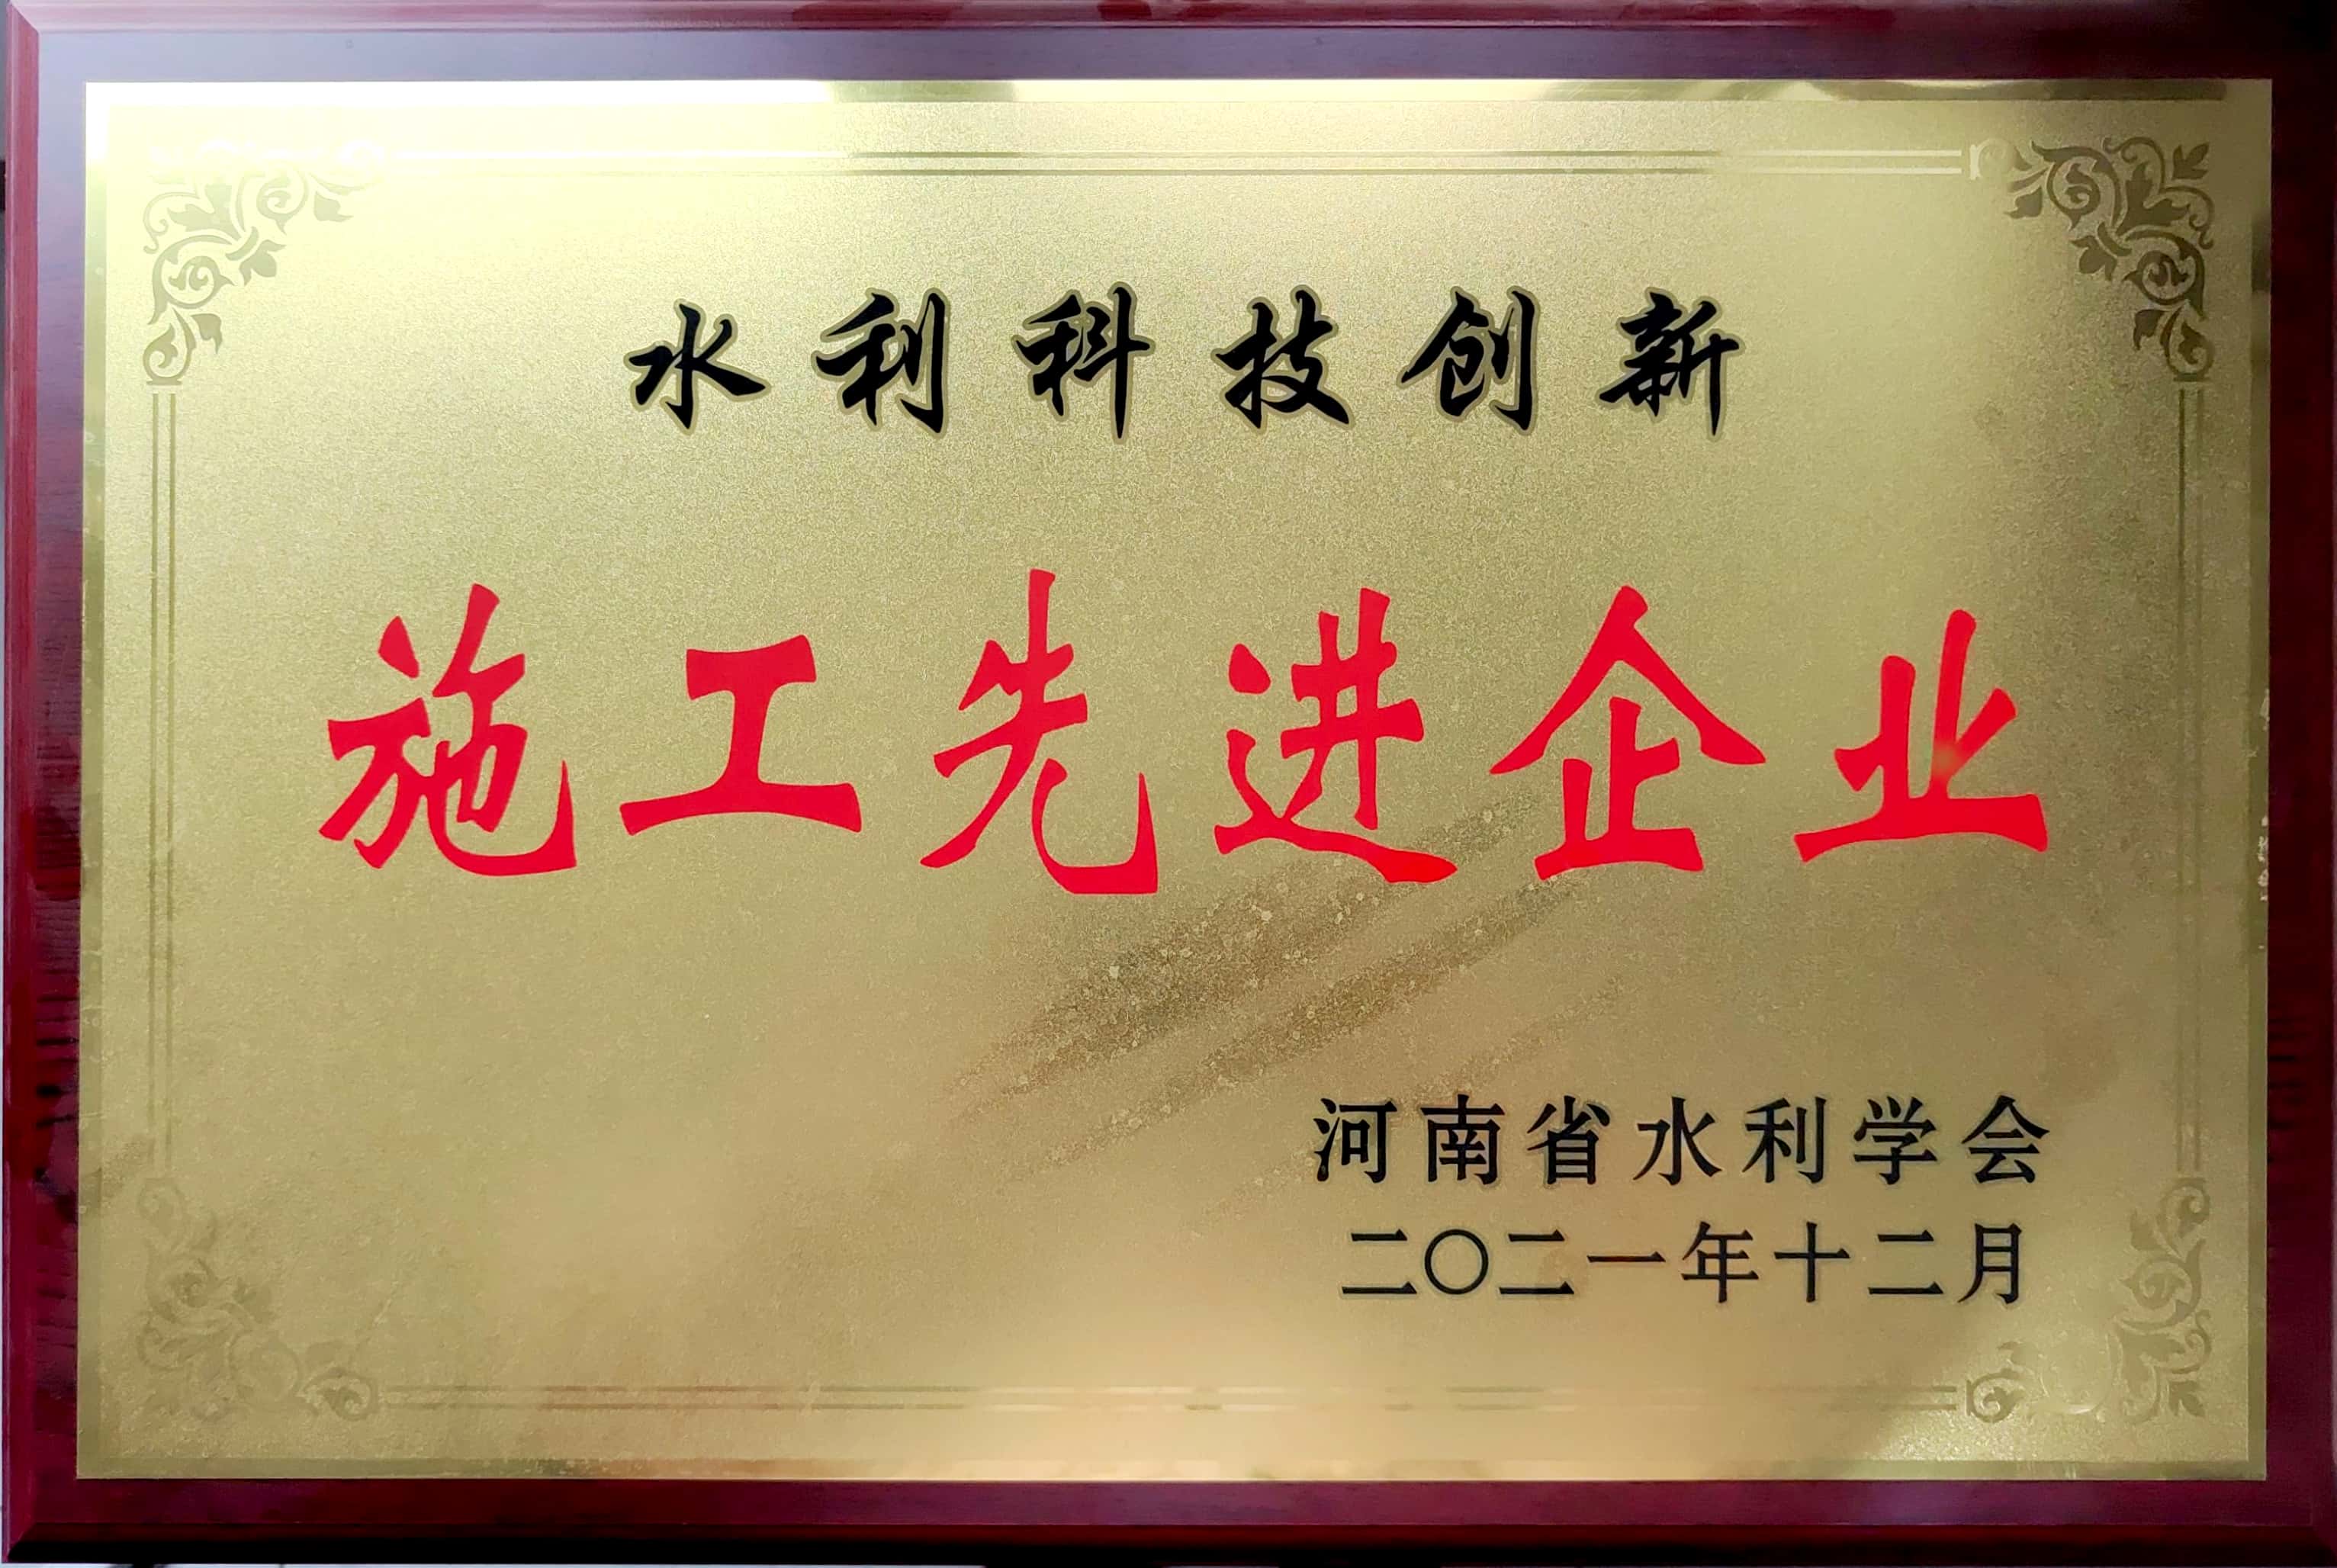 水利科技创新
施工先进企业
河南省水利学会
二〇二一年十二月